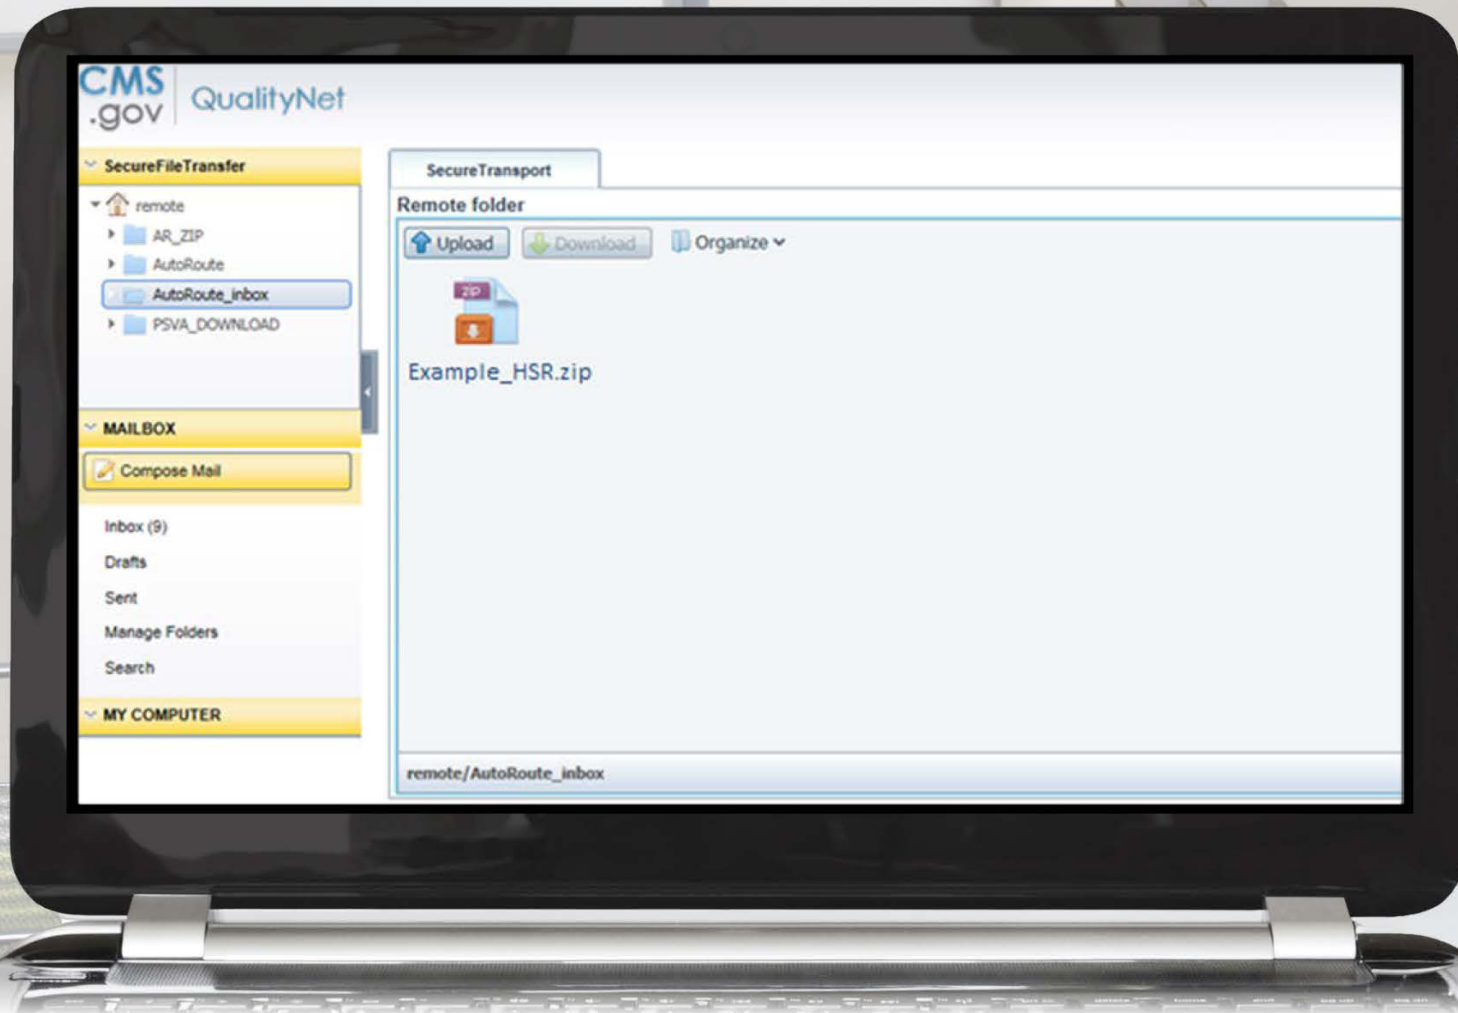 CMS
.gov
QualityNet
SecureFileTransfer
remote
AR_ZIP
AutoRoute
AutoRoute_inbox
PSVA_DOWNLOAD
MAILBOX
Compose Mail
Inbox (9)
Drafts
Sent
Manage Folders
Search
MY COMPUTER
SecureTransport
Remote folder
Upload
Download
Organize
ZIP
Example_HSR.zip
remote/AutoRoute_inbox